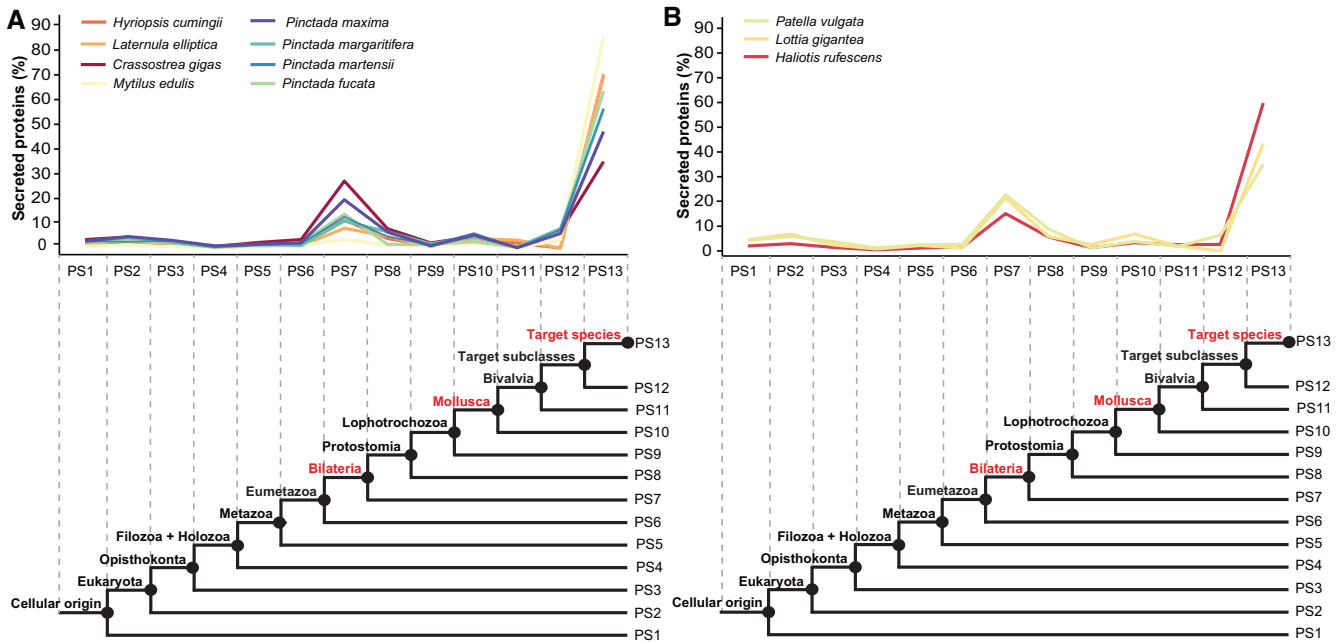 A
Hyriopsis cumingii
Laternula elliptica
Crassostrea gigas
Mytilus edulis
Pinctada maxima
Pinctada margaritifera
Pinctada martensii
Pinctada fucata
Secreted proteins (%)
90
80
70
60
50
40
30
20
10
0
PS1 PS2 PS3 PS4 PS5 PS6 PS7 PS8 PS9 PS10 PS11 PS12 PS13
Target species
PS13
Target subclasses
PS12
Bivalvia
PS11
Mollusca
PS10
Lophotrochozoa
PS9
Protostomia
PS8
Bilateria
PS7
Eumetazoa
PS6
Metazoa
PS5
Filozoa + Holozoa
PS4
Opisthokonta
PS3
Eukaryota
PS2
Cellular origin
PS1
B
Patella vulgata
Lottia gigantea
Haliotis rufescens
Secreted proteins (%)
90
80
70
60
50
40
30
20
10
0
PS1 PS2 PS3 PS4 PS5 PS6 PS7 PS8 PS9 PS10 PS11 PS12 PS13
Target species
PS13
Target subclasses
PS12
Bivalvia
PS11
Mollusca
PS10
Lophotrochozoa
PS9
Protostomia
PS8
Bilateria
PS7
Eumetazoa
PS6
Metazoa
PS5
Filozoa + Holozoa
PS4
Opisthokonta
PS3
Eukaryota
PS2
Cellular origin
PS1